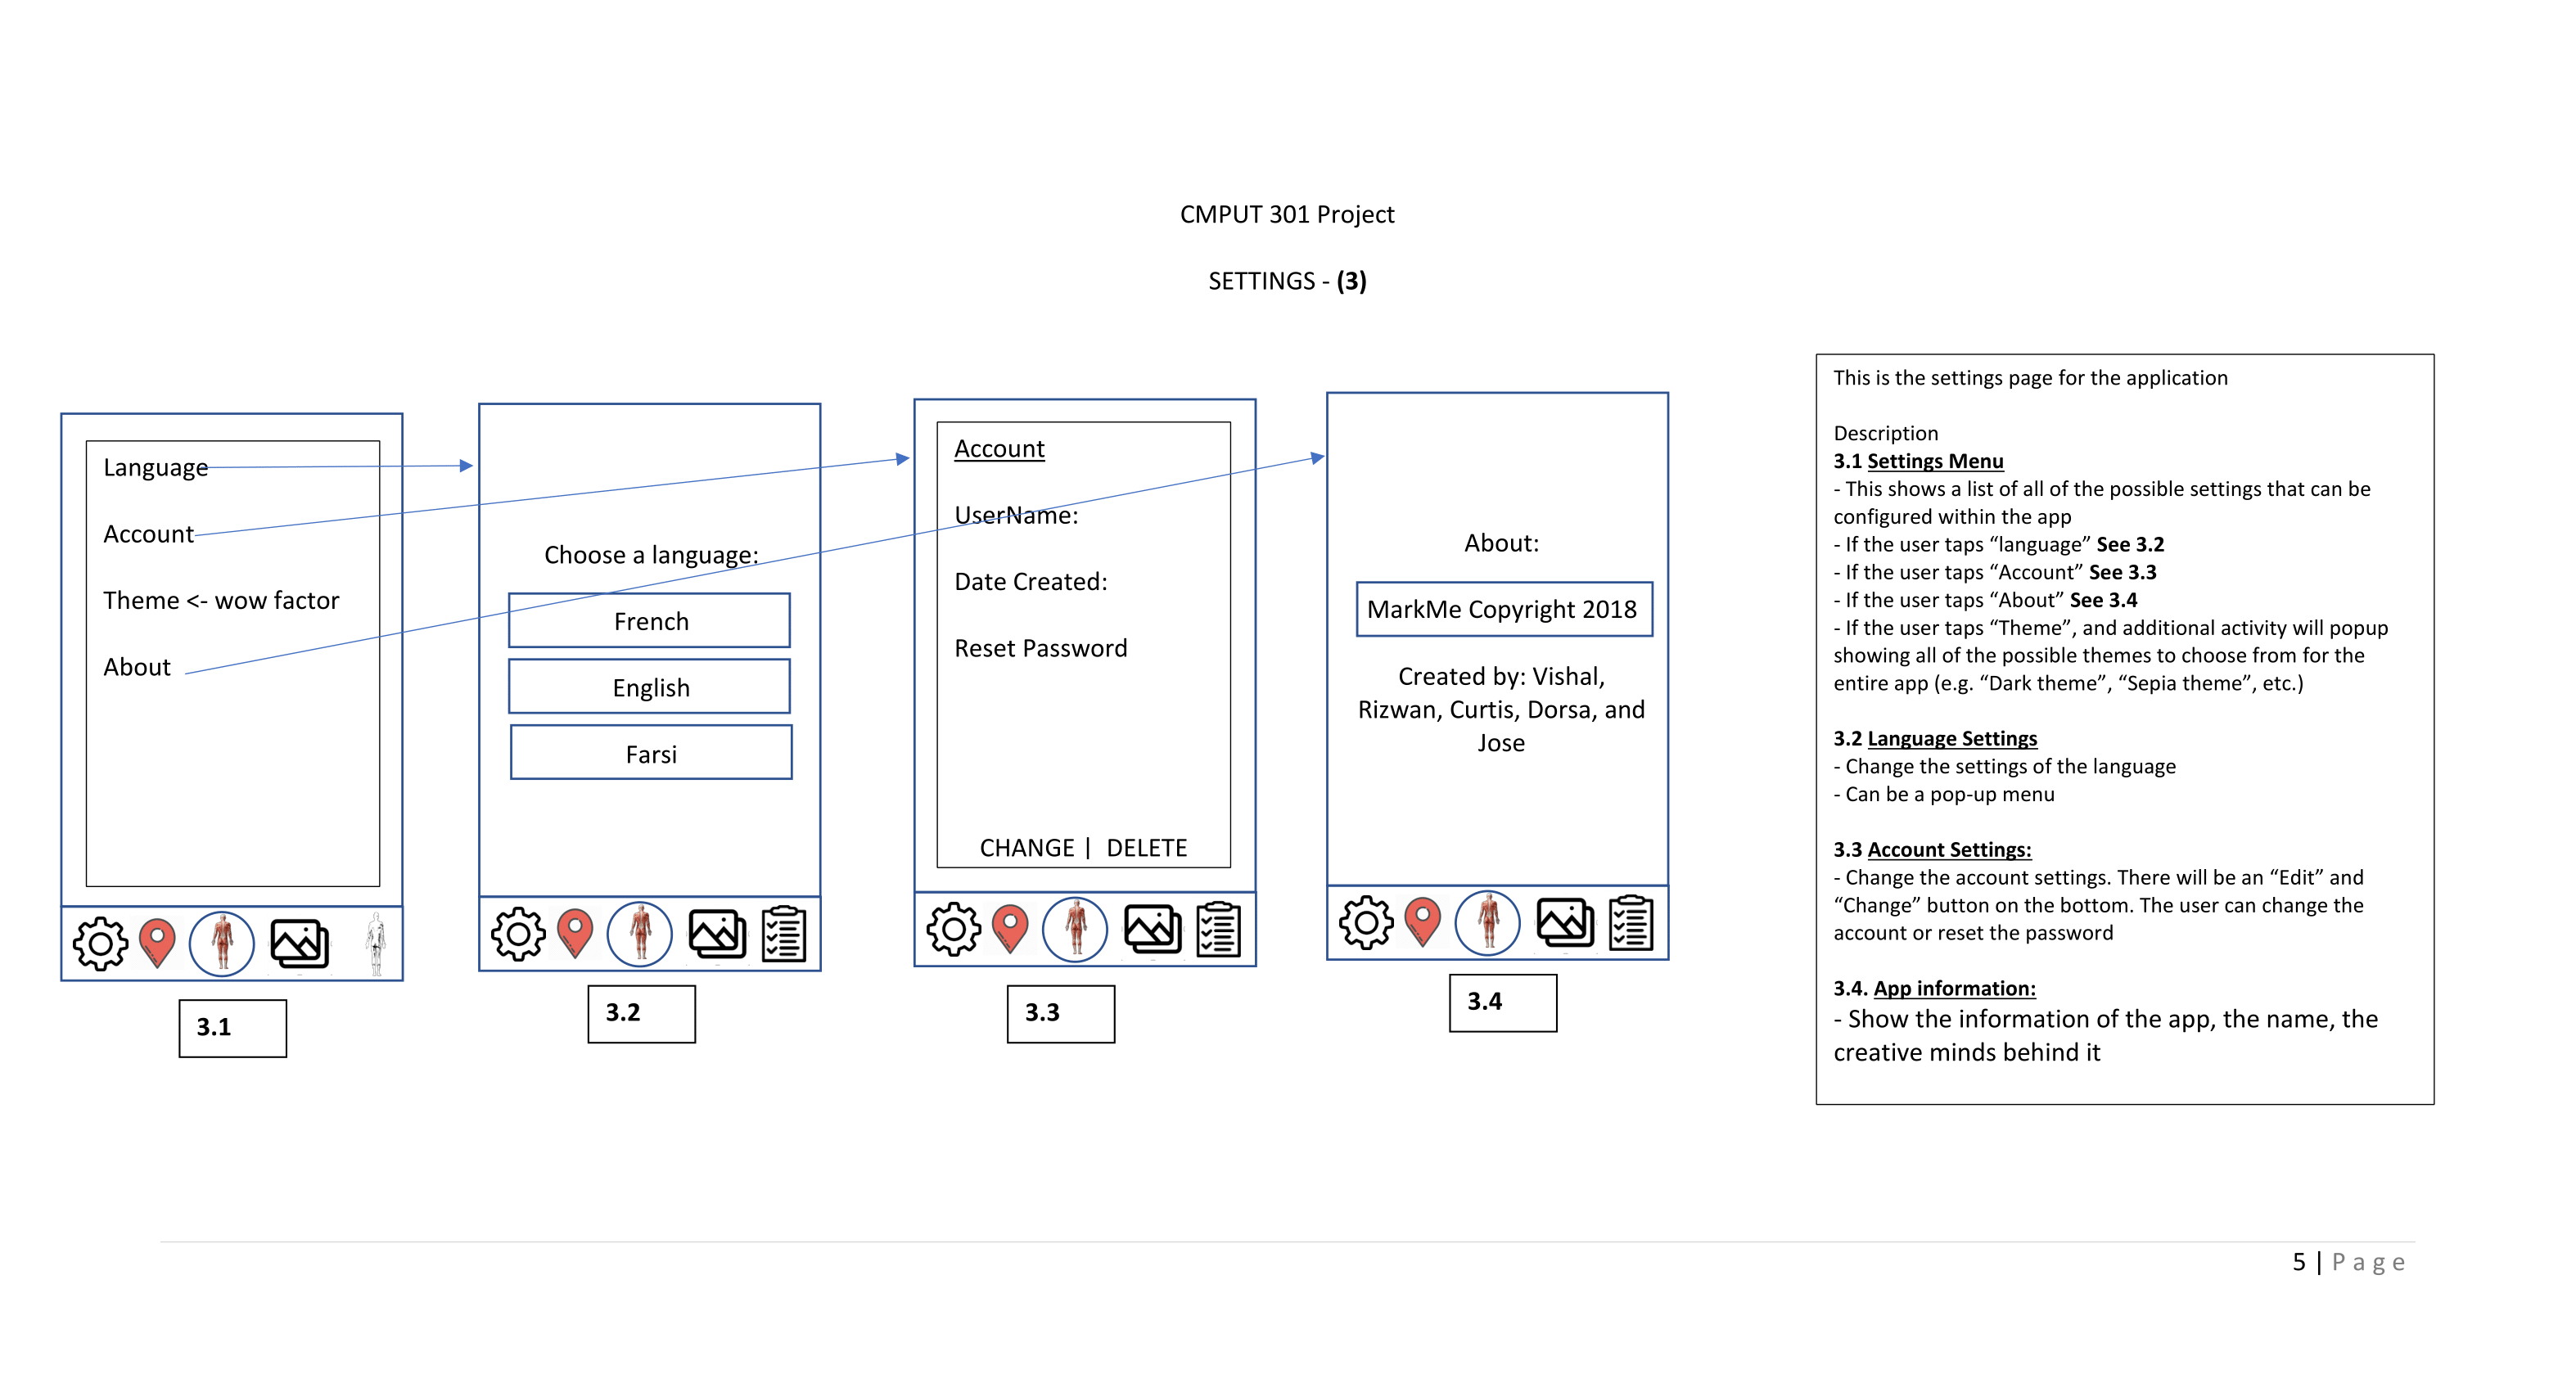 CMPUT 301 Project
SETTINGS - (3)
Language
Account
Theme <- wow factor
About
3.1
Choose a language:
French
English
Farsi
3.2
Account
UserName:
Date Created:
Reset Password
CHANGE | DELETE
3.3
About:
MarkMe Copyright 2018
Created by: Vishal,
Rizwan, Curtis, Dorsa, and
Jose
3.4
This is the settings page for the application
Description
3.1 Settings Menu
- This shows a list of all of the possible settings that can be
configured within the app
- If the user taps “language” See 3.2
- If the user taps “Account” See 3.3
- If the user taps “About” See 3.4
- If the user taps “Theme”, and additional activity will popup
showing all of the possible themes to choose from for the
entire app (e.g. “Dark theme”, “Sepia theme”, etc.)
3.2 Language Settings
- Change the settings of the language
- Can be a pop-up menu
3.3 Account Settings:
- Change the account settings. There will be an “Edit” and
“Change” button on the bottom. The user can change the
account or reset the password
3.4. App information:
- Show the information of the app, the name, the
creative minds behind it
5 | Page